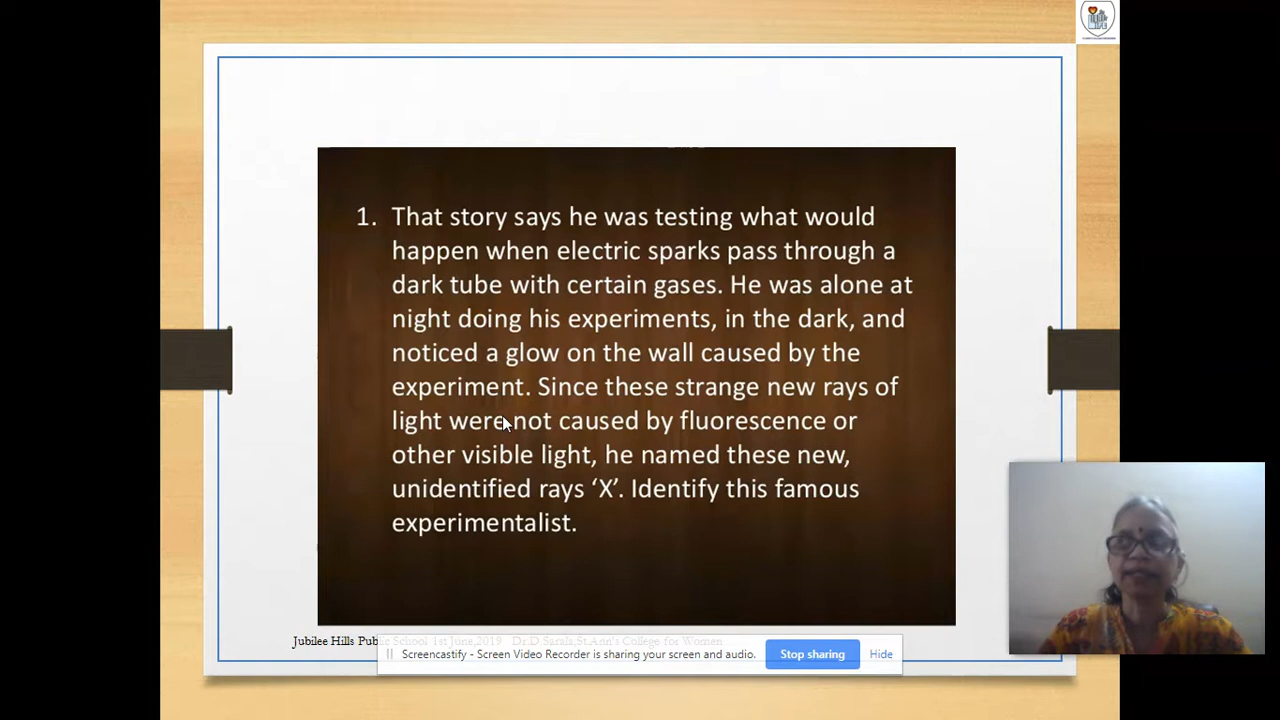 1. That story says he was testing what would
happen when electric sparks pass through a
dark tube with certain gases. He was alone at
night doing his experiments, in the dark, and
noticed a glow on the wall caused by the
experiment. Since these strange new rays of
light were not caused by fluorescence or
other visible light, he named these new,
unidentified rays ‘X’. Identify this famous
experimentalist.
Jubilee Hills Public School 1st June,2019 Dr.D.Sarala,St.Ann's College for Women
Screencastify - Screen Video Recorder is sharing your screen and audio. Stop sharing Hide